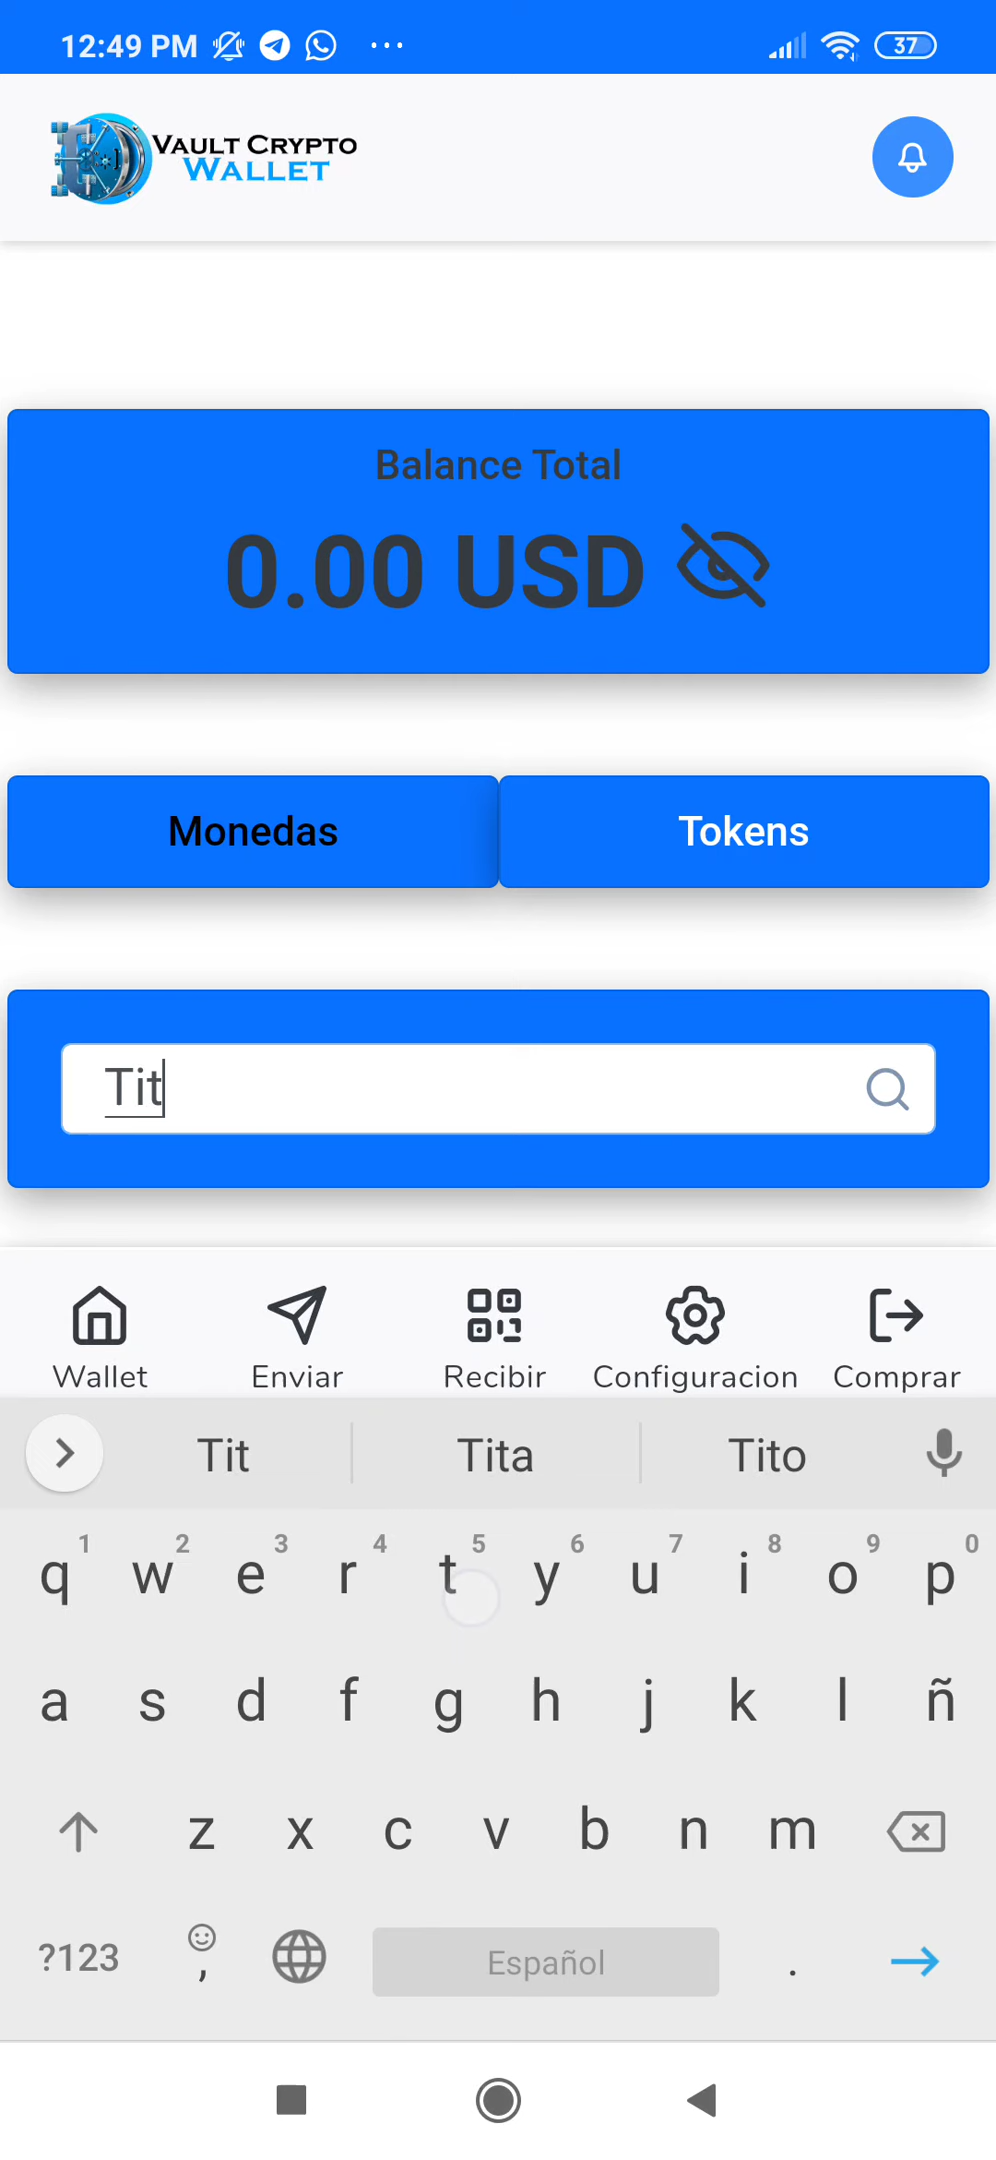 12:49 PM
37
VAULT CRYPTO
WALLET
Balance Total
0.00 USD
Monedas Tokens
Tit
Wallet Enviar Recibir Configuracion Comprar
Tit Tita Tito
1 2 3 4 5 6 7 8 9 0
q w e r t y u i o p
a s d f g h j k l ñ
z x c v b n m
?123 , Español .